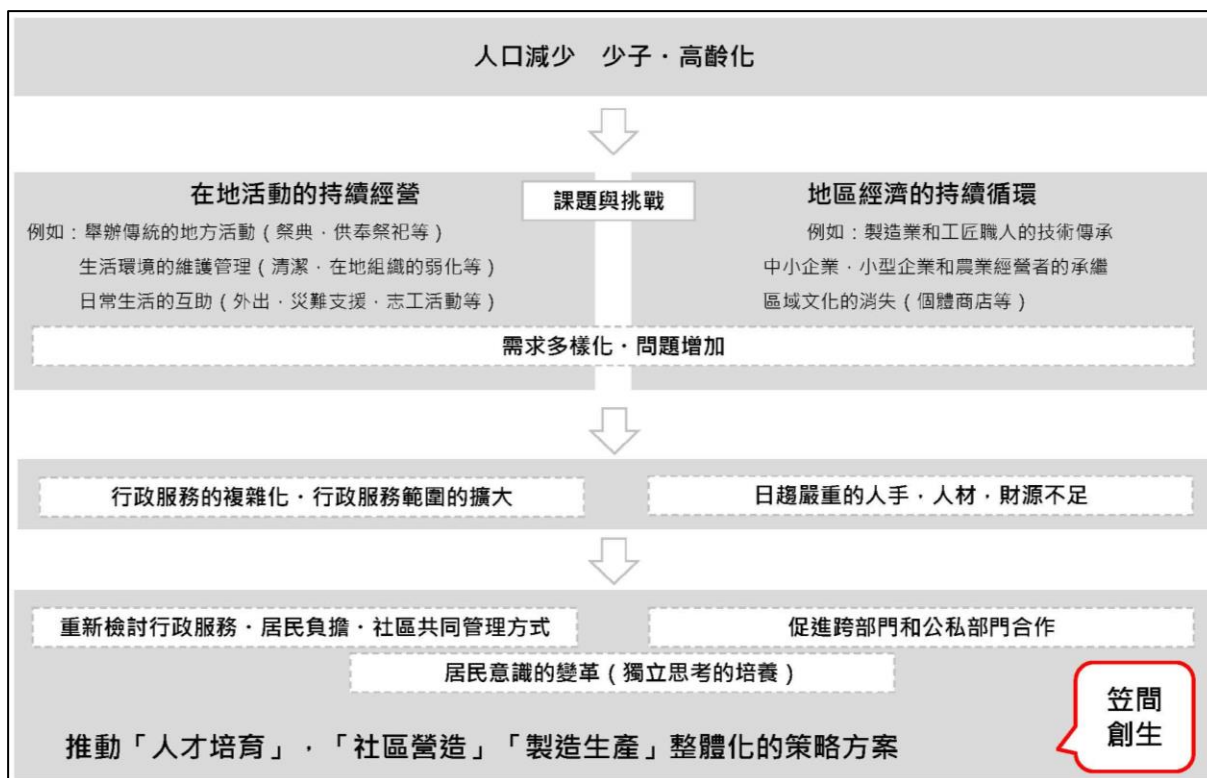 人口減少　少子・高齡化
在地活動的持續經營
課題與挑戰
地區經濟的持續循環
例如：舉辦傳統的地方活動（祭典・供奉祭祀等）
生活環境的維護管理（清潔・在地組織的弱化等）
日常生活的互助（外出・災難支援・志工活動等）
例如：製造業和工匠職人的技術傳承
中小企業・小型企業和農業經營者的承繼
區域文化的消失（個體商店等）
需求多樣化・問題增加
行政服務的複雜化・行政服務範圍的擴大
日趨嚴重的人手・人材・財源不足
重新檢討行政服務・居民負擔・社區共同管理方式
促進跨部門和公私部門合作
居民意識的變革（獨立思考的培養）
推動「人才培育」・「社區營造」「製造生產」整體化的策略方案
笠間
創生